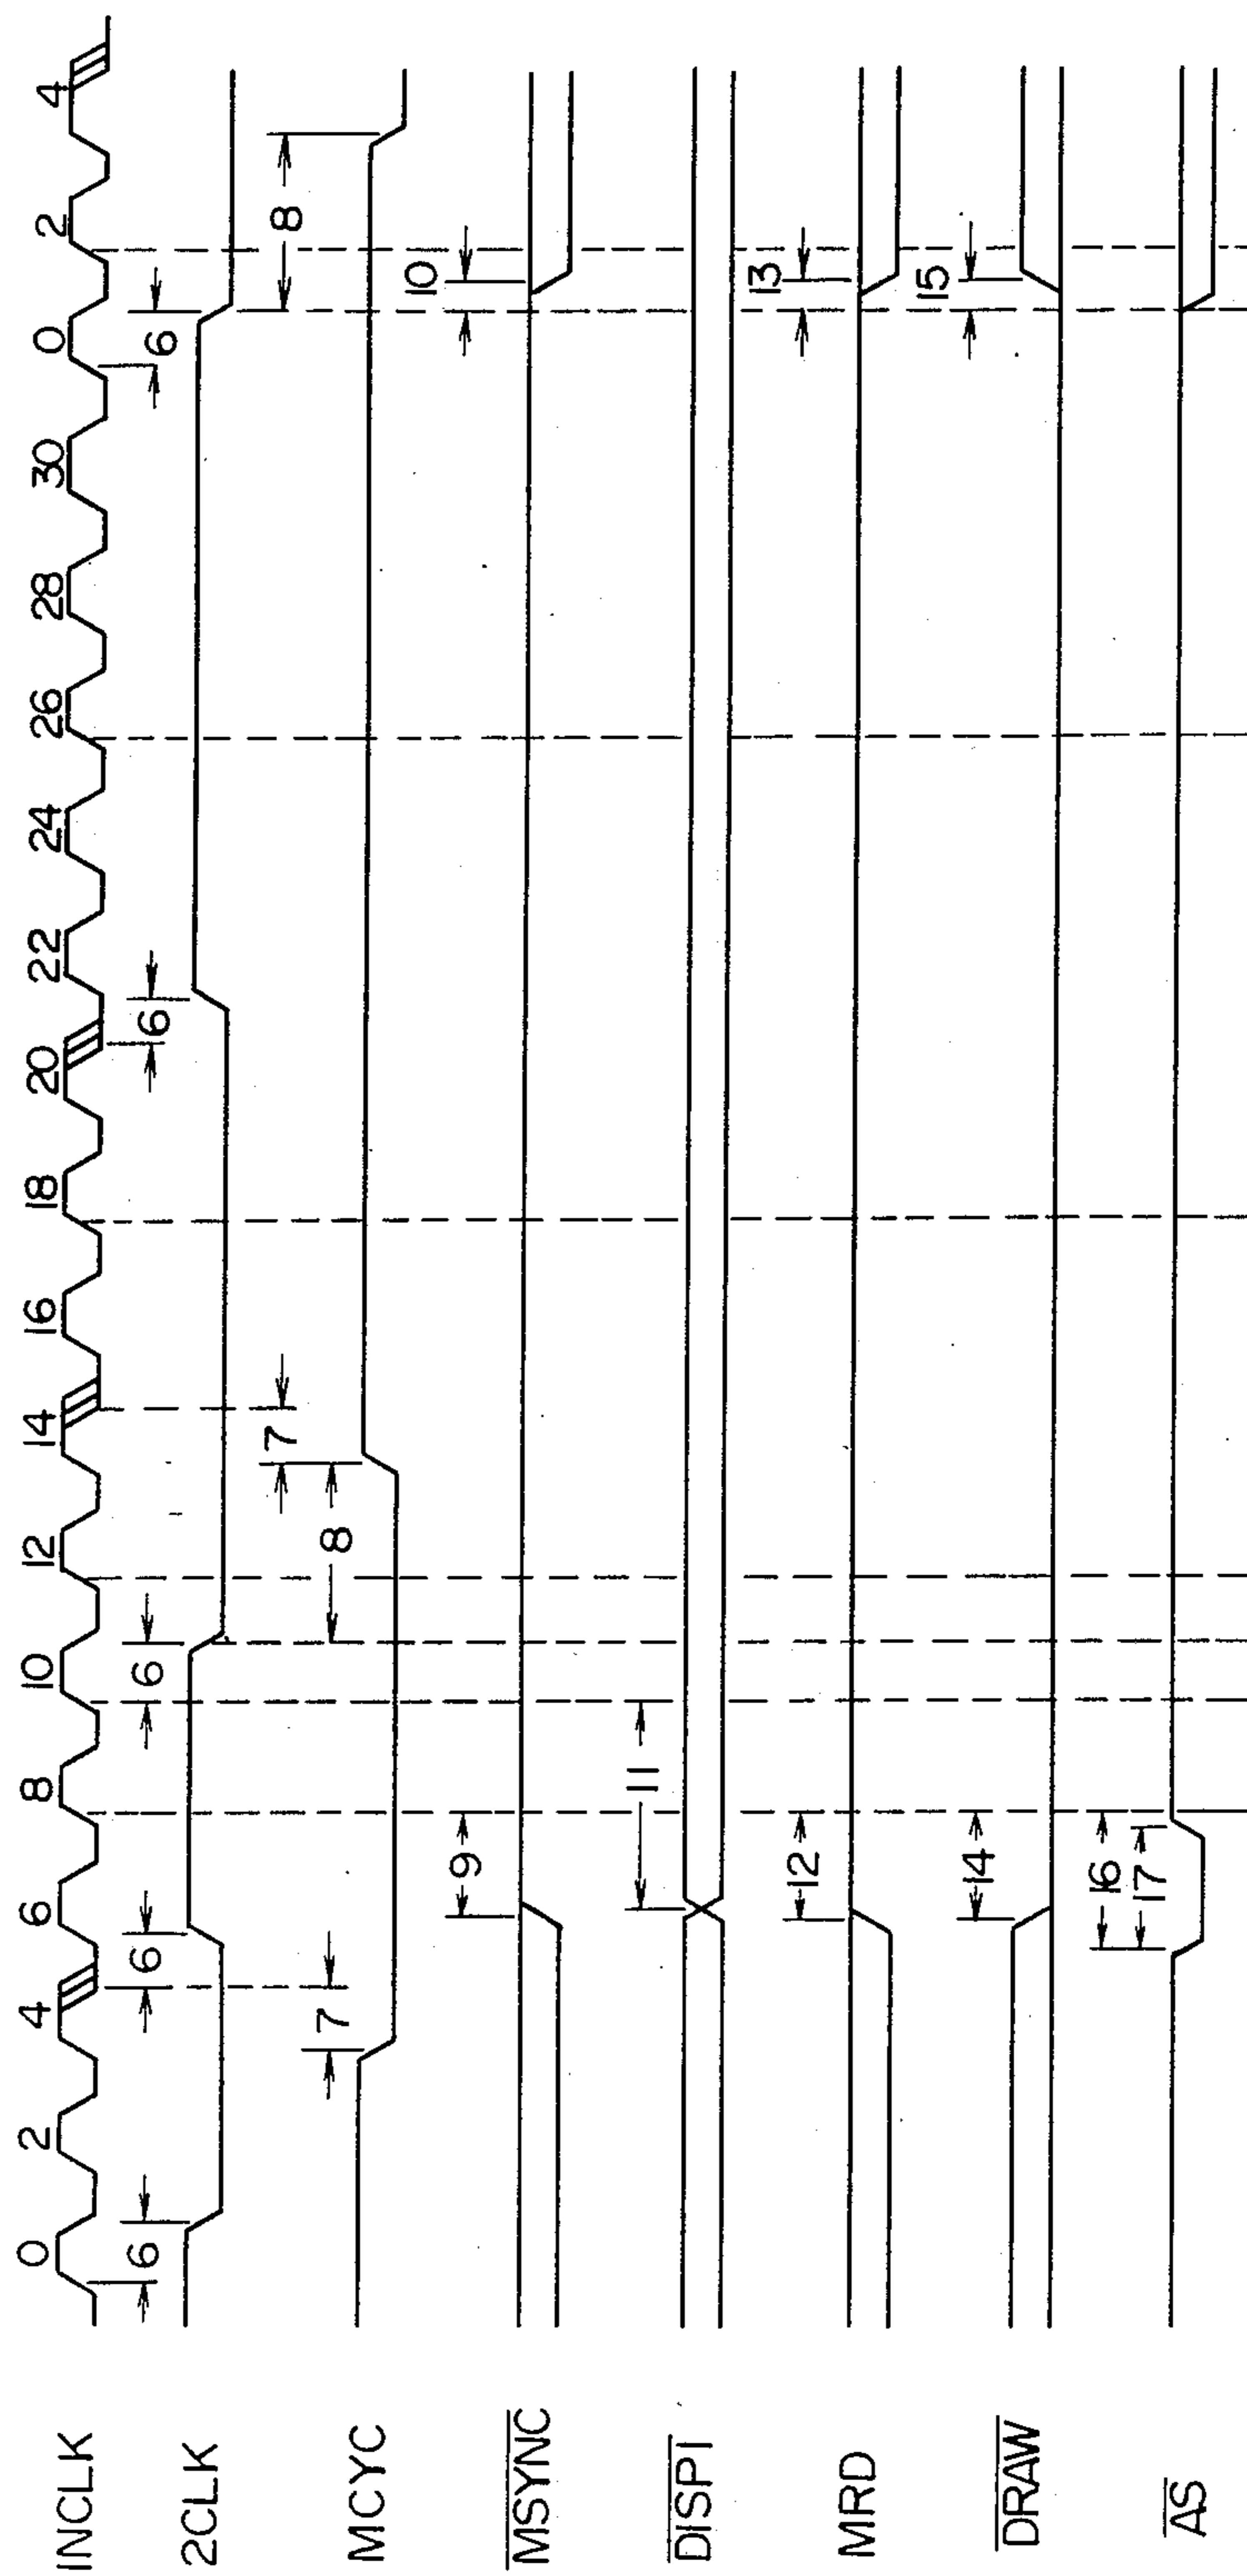 INCLK 0 2 4 6 8 10 12 14 16 18 20 22 24 26 28 30 0 2 4
2CLK 6 6 6 6 6
MCYC 7 8 7 8
MSYNC 9 10
DISP1 11
MRD 12 13
DRAW 14 15
AS 16 17